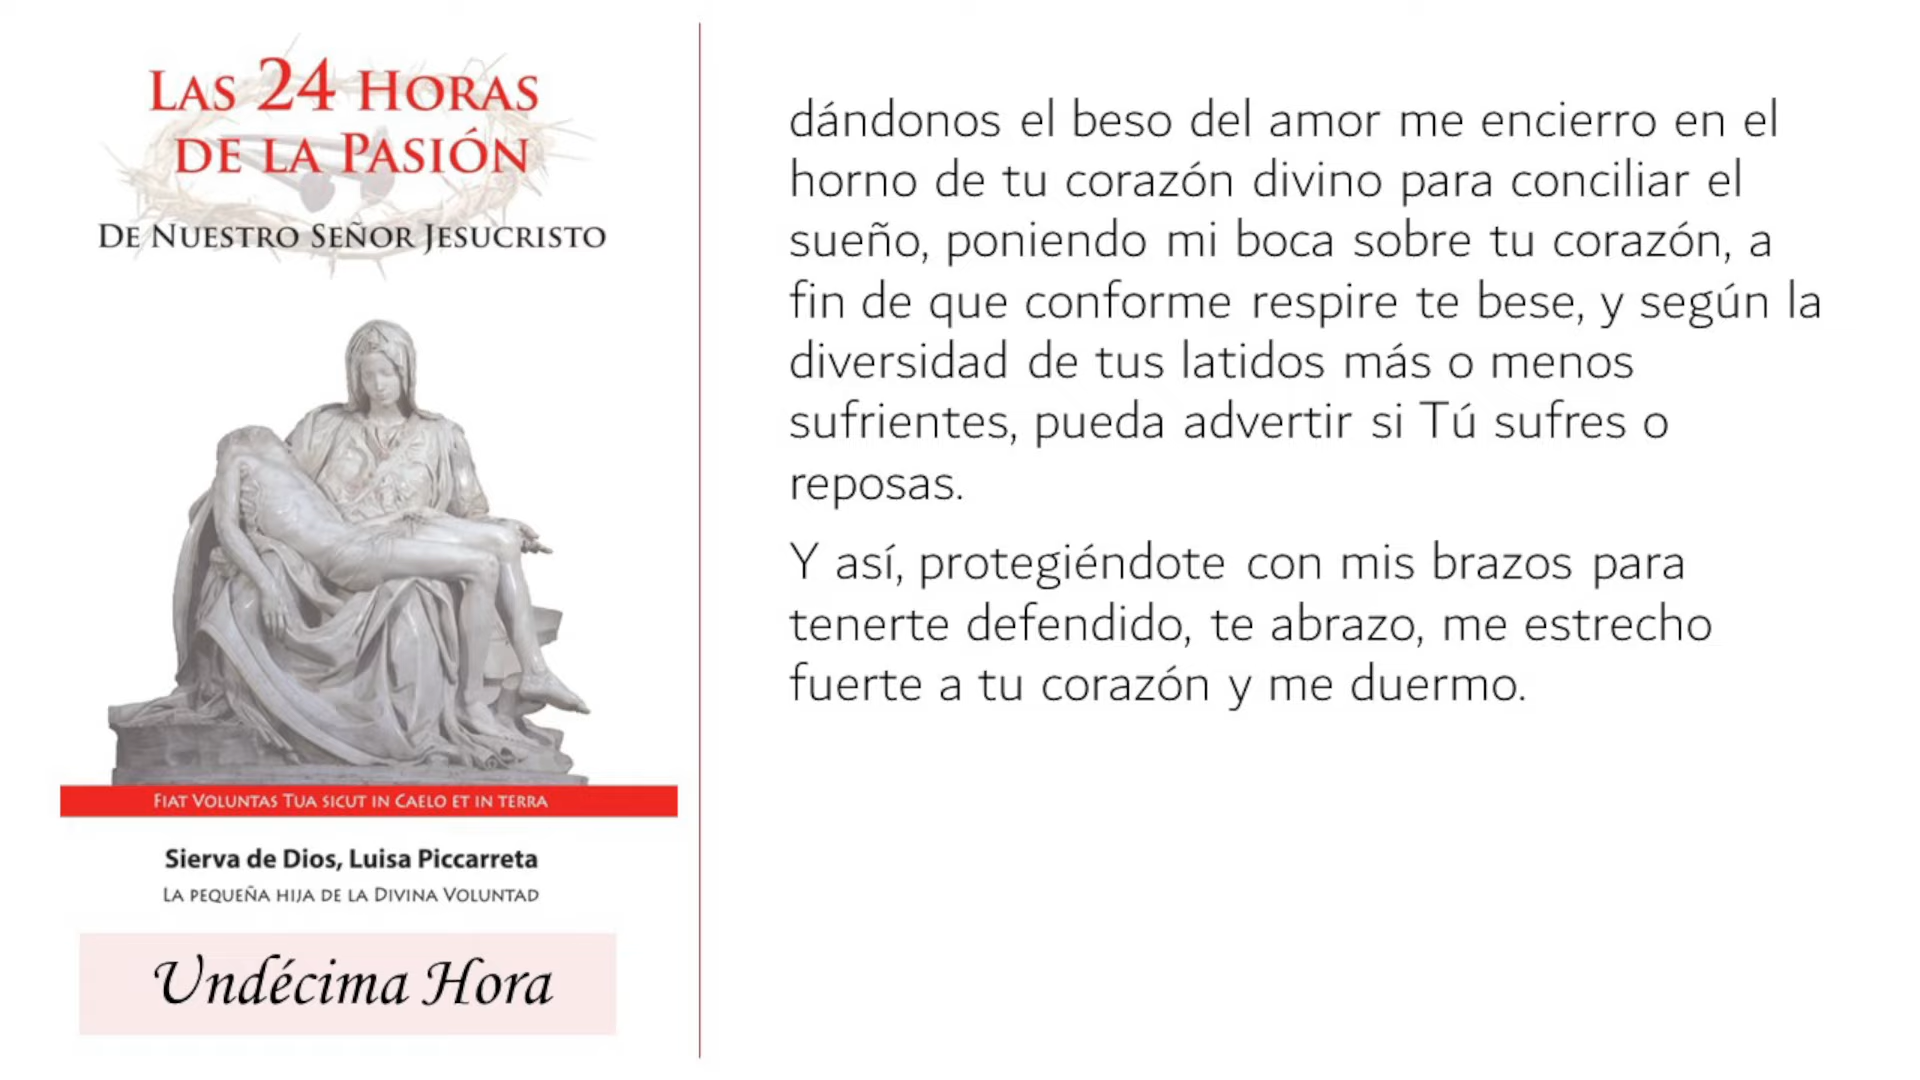 LAS 24 HORAS
DE LA PASIÓN
DE NUESTRO SEÑOR JESUCRISTO
FIAT VOLUNTAS TUA SICUT IN CAELO ET IN TERRA
Sierva de Dios, Luisa Piccarreta
LA PEQUEÑA HIJA DE LA DIVINA VOLUNTAD
Undécima Hora
dándonos el beso del amor me encierro en el
horno de tu corazón divino para conciliar el
sueño, poniendo mi boca sobre tu corazón, a
fin de que conforme respire te bese, y según la
diversidad de tus latidos más o menos
sufrientes, pueda advertir si Tú sufres o
reposas.
Y así, protegiéndote con mis brazos para
tenerte defendido, te abrazo, me estrecho
fuerte a tu corazón y me duermo.